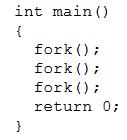 int main()
{
  fork();
  fork();
  fork();
  return 0;
}